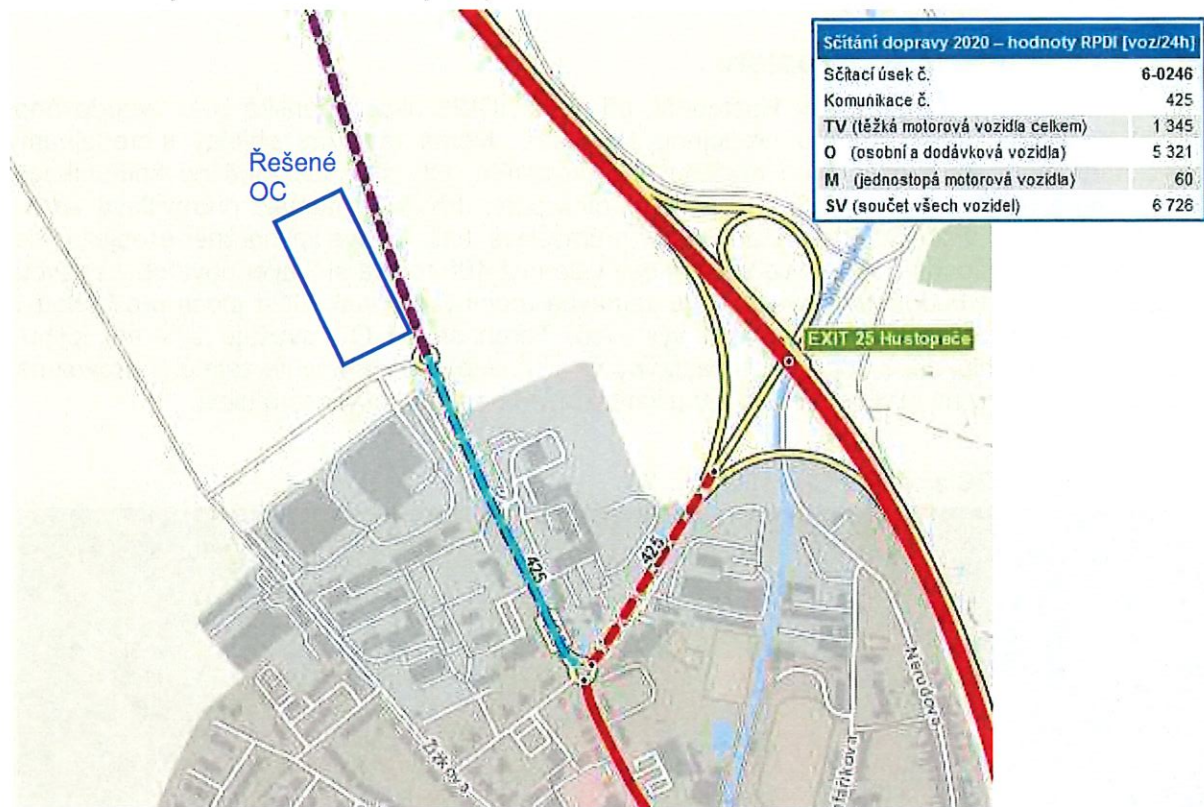 Sčítání dopravy 2020 – hodnoty RPDI [voz/24h]
Sčítací úsek č. 6-0246
Komunikace č. 425
TV (těžká motorová vozidla celkem) 1 345
O (osobní a dodávková vozidla) 5 321
M (jednostopá motorová vozidla) 60
SV (součet všech vozidel) 6 726
Řešené
OC
EXIT 25 Hustopeče
425
425
Žižkova
Nerudova